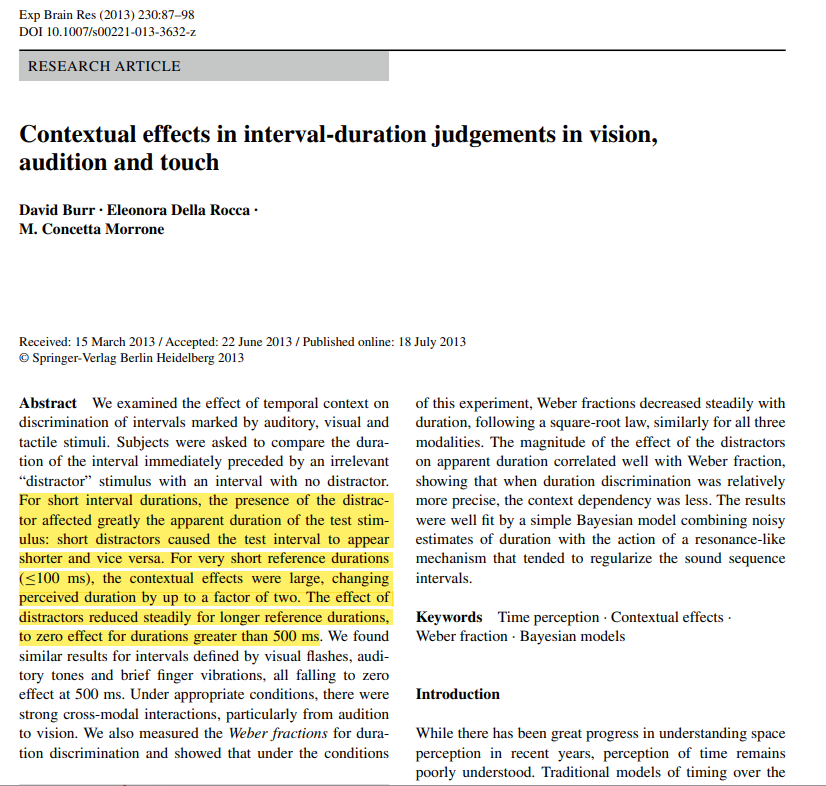 Exp Brain Res (2013) 230:87–98
DOI 10.1007/s00221-013-3632-z
RESEARCH ARTICLE
Contextual effects in interval-duration judgements in vision,
audition and touch
David Burr · Eleonora Della Rocca ·
M. Concetta Morrone
Received: 15 March 2013 / Accepted: 22 June 2013 / Published online: 18 July 2013
© Springer-Verlag Berlin Heidelberg 2013
Abstract We examined the effect of temporal context on
discrimination of intervals marked by auditory, visual and
tactile stimuli. Subjects were asked to compare the dura-
tion of the interval immediately preceded by an irrelevant
“distractor” stimulus with an interval with no distractor.
For short interval durations, the presence of the distrac-
tor affected greatly the apparent duration of the test stim-
ulus: short distractors caused the test interval to appear
shorter and vice versa. For very short reference durations
(≤100 ms), the contextual effects were large, changing
perceived duration by up to a factor of two. The effect of
distractors reduced steadily for longer reference durations,
to zero effect for durations greater than 500 ms. We found
similar results for intervals defined by visual flashes, audi-
tory tones and brief finger vibrations, all falling to zero
effect at 500 ms. Under appropriate conditions, there were
strong cross-modal interactions, particularly from audition
to vision. We also measured the Weber fractions for dura-
tion discrimination and showed that under the conditions
of this experiment, Weber fractions decreased steadily with
duration, following a square-root law, similarly for all three
modalities. The magnitude of the effect of the distractors
on apparent duration correlated well with Weber fraction,
showing that when duration discrimination was relatively
more precise, the context dependency was less. The results
were well fit by a simple Bayesian model combining noisy
estimates of duration with the action of a resonance-like
mechanism that tended to regularize the sound sequence
intervals.
Keywords Time perception · Contextual effects ·
Weber fraction · Bayesian models
Introduction
While there has been great progress in understanding space
perception in recent years, perception of time remains
poorly understood. Traditional models of timing over the